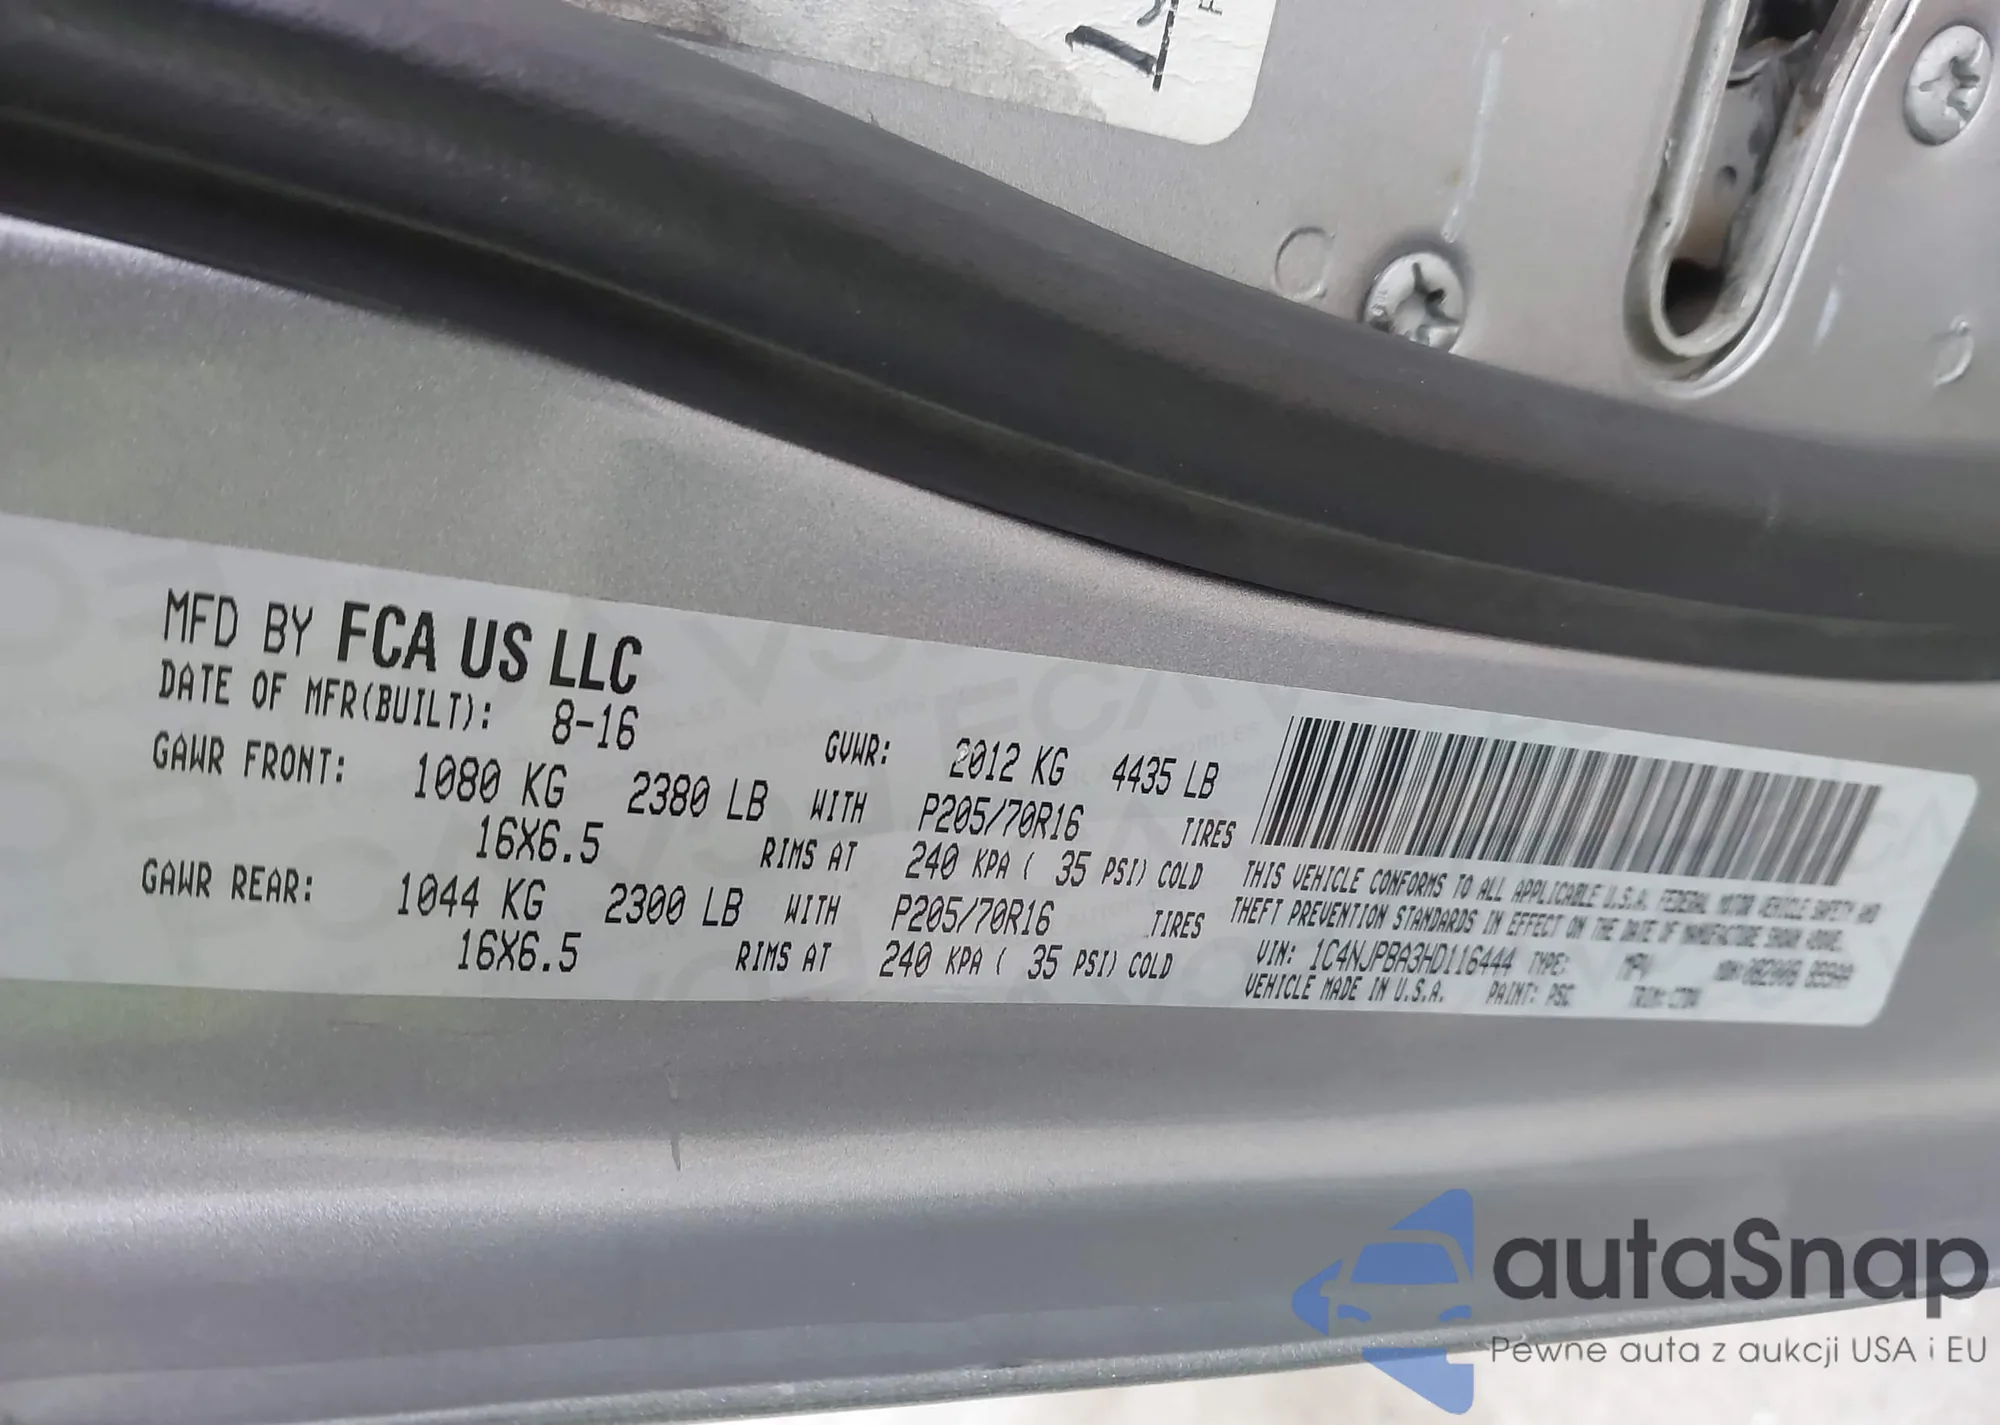 MFD BY FCA US LLC
DATE OF MFR(BUILT): 8-16
GVWR: 2012 KG 4435 LB
GAWR FRONT: 1080 KG 2380 LB WITH P205/70R16 TIRES
16X6.5 RIMS AT 240 KPA ( 35 PSI) COLD
GAWR REAR: 1044 KG 2300 LB WITH P205/70R16 TIRES
16X6.5 RIMS AT 240 KPA ( 35 PSI) COLD
THIS VEHICLE CONFORMS TO ALL APPLICABLE U.S.A. FEDERAL MOTOR VEHICLE SAFETY AND
THEFT PREVENTION STANDARDS IN EFFECT ON THE DATE OF MANUFACTURE SHOWN ABOVE.
VIN: 1C4NJPBA3HD116444 TYPE: MPV
VEHICLE MADE IN U.S.A. PAINT: PSC TRIM:
autaSnap
Pewne auta z aukcji USA i EU